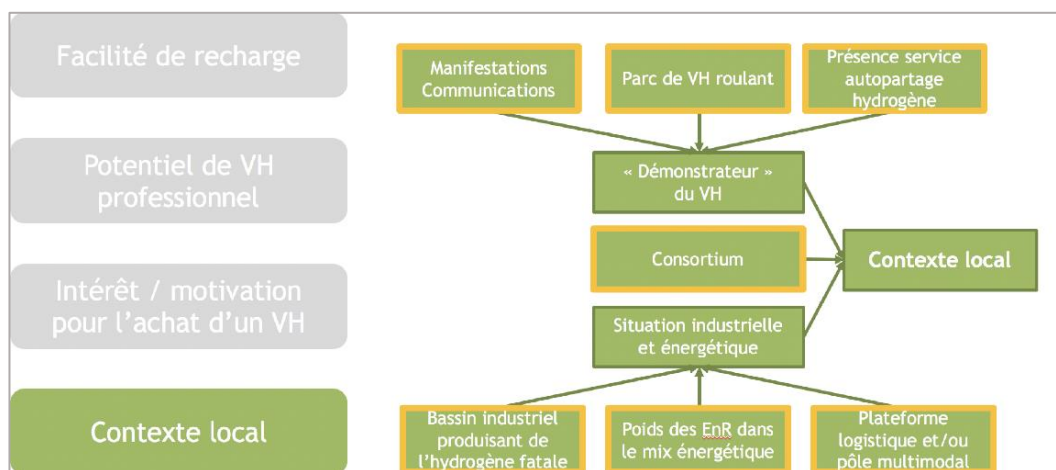 Facilité de recharge
Potentiel de VH
professionnel
Intérêt / motivation
pour l'achat d'un VH
Contexte local
Manifestations
Communications
Parc de VH roulant
Présence service
autopartage
hydrogène
« Démonstrateur »
du VH
Consortium
Contexte local
Situation industrielle
et énergétique
Bassin industriel
produisant de
l'hydrogène fatale
Poids des EnR dans
le mix énergétique
Plateforme
logistique et/ou
pôle multimodal